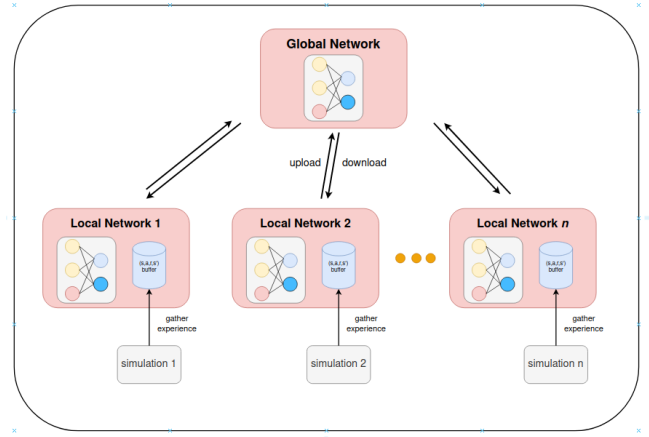 Global Network
upload
download
Local Network 1
Local Network 2
Local Network n
(s,a,r,s')
buffer
(s,a,r,s')
buffer
(s,a,r,s')
buffer
gather
experience
gather
experience
gather
experience
simulation 1
simulation 2
simulation n